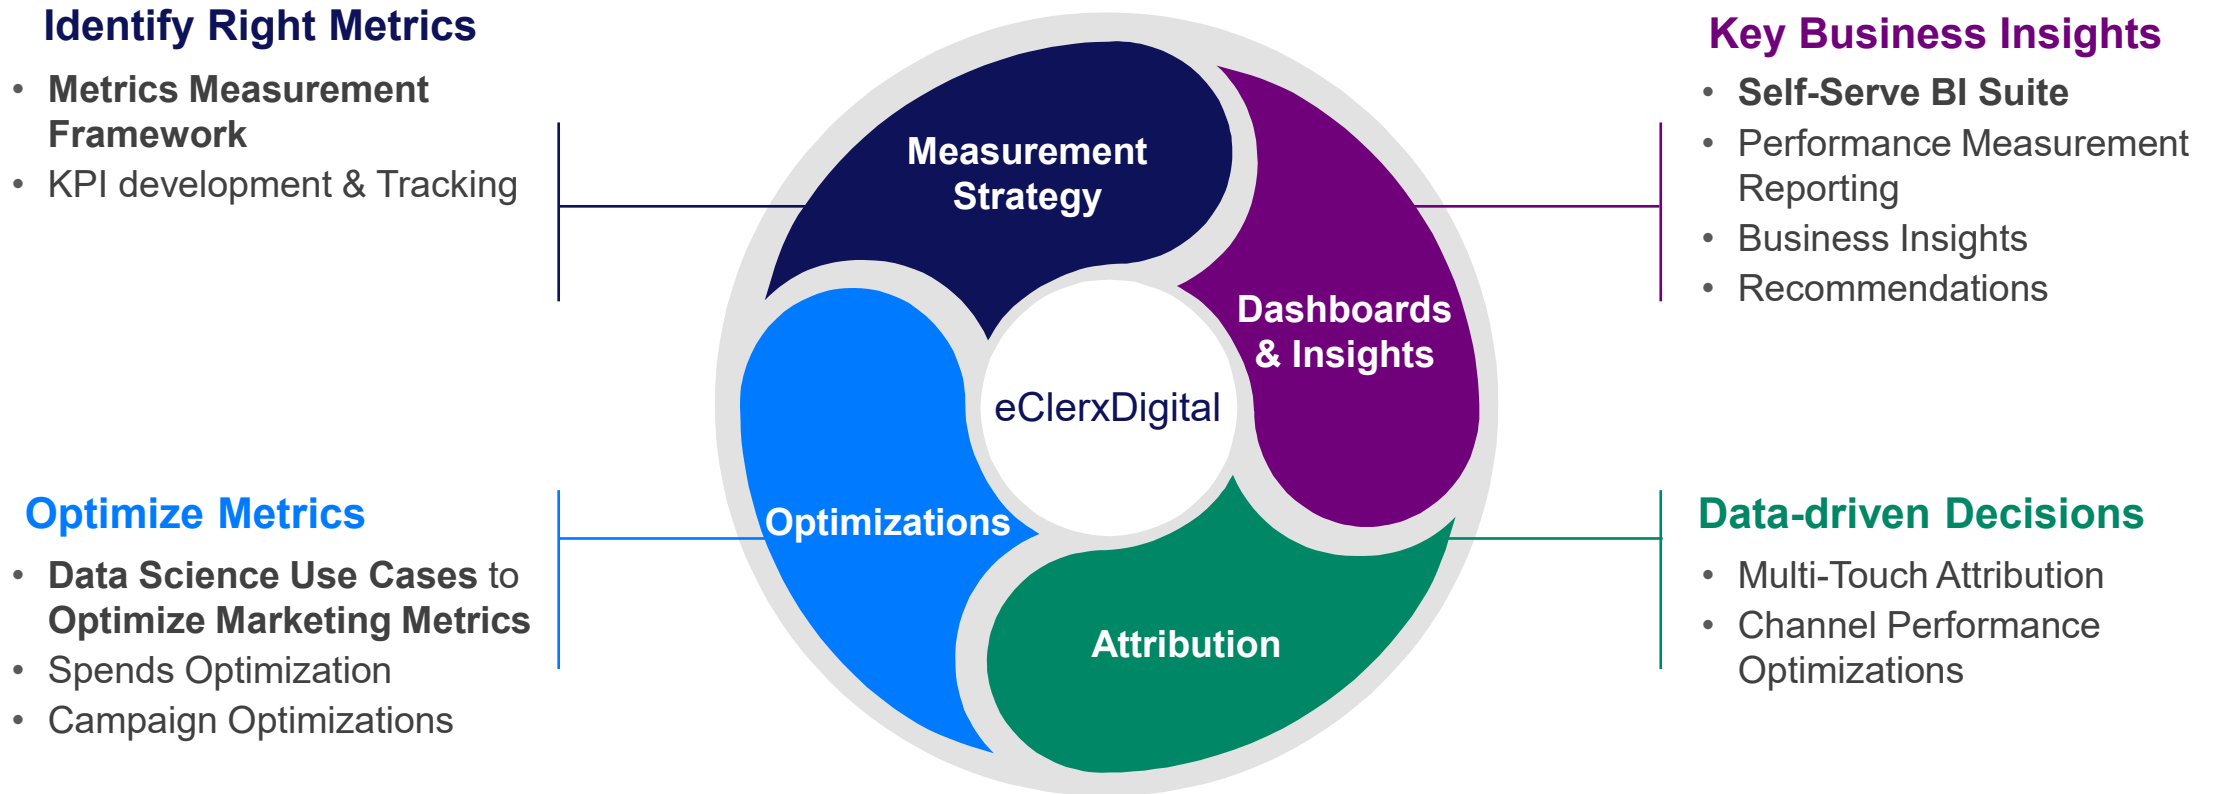 Identify Right Metrics
• Metrics Measurement
Framework
• KPI development & Tracking
Measurement
Strategy
Key Business Insights
• Self-Serve BI Suite
• Performance Measurement
Reporting
• Business Insights
• Recommendations
Dashboards
& Insights
eClerxDigital
Optimize Metrics
• Data Science Use Cases to
Optimize Marketing Metrics
• Spends Optimization
• Campaign Optimizations
Optimizations
Attribution
Data-driven Decisions
• Multi-Touch Attribution
• Channel Performance
Optimizations